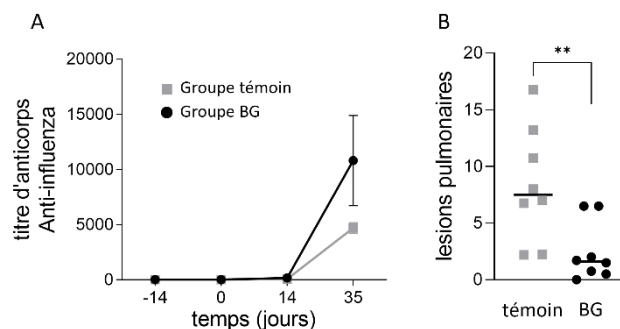 A
titre d'anticorps
Anti-influenza
20000
15000
10000
5000
0
Groupe témoin
Groupe BG
-14
0
14
35
temps (jours)
B
lesions pulmonaires
20
15
10
5
0
**
témoin
BG